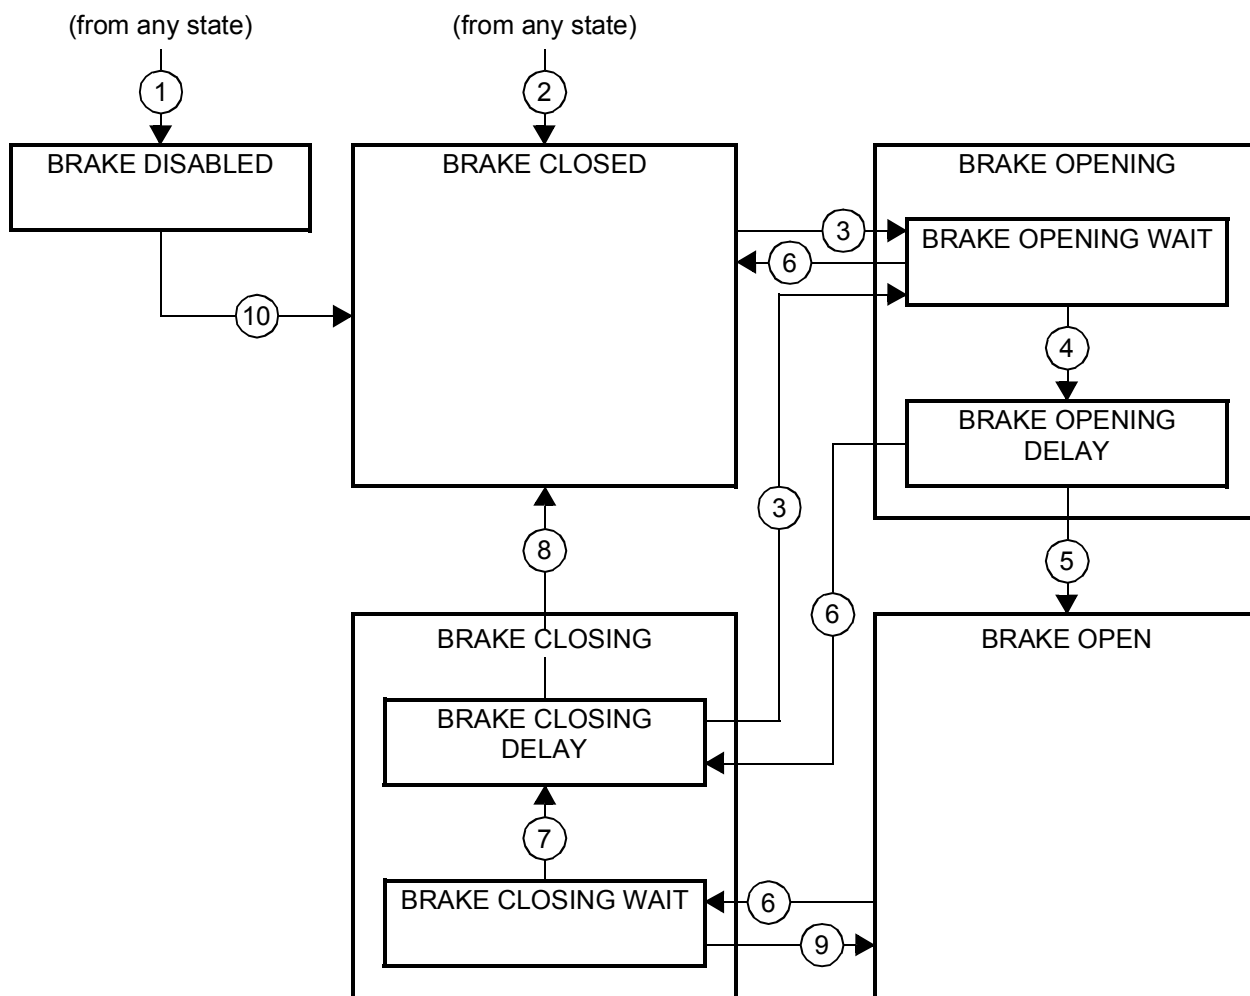 (from any state)
(from any state)
1
2
BRAKE DISABLED
BRAKE CLOSED
BRAKE OPENING
3
BRAKE OPENING WAIT
6
10
4
BRAKE OPENING
DELAY
3
8
5
6
BRAKE CLOSING
BRAKE OPEN
BRAKE CLOSING
DELAY
7
BRAKE CLOSING WAIT
6
9